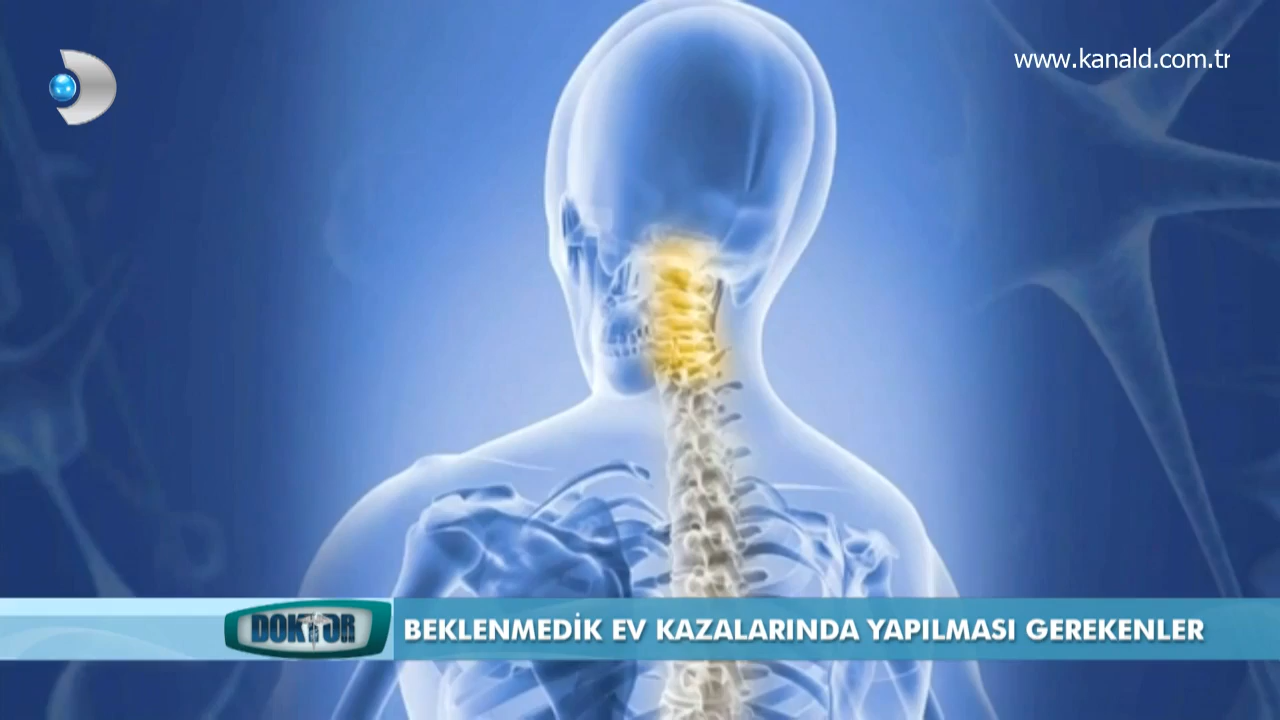 www.kanald.com.tr
DOKTOR
BEKLENMEDİK EV KAZALARINDA YAPILMASI GEREKENLER